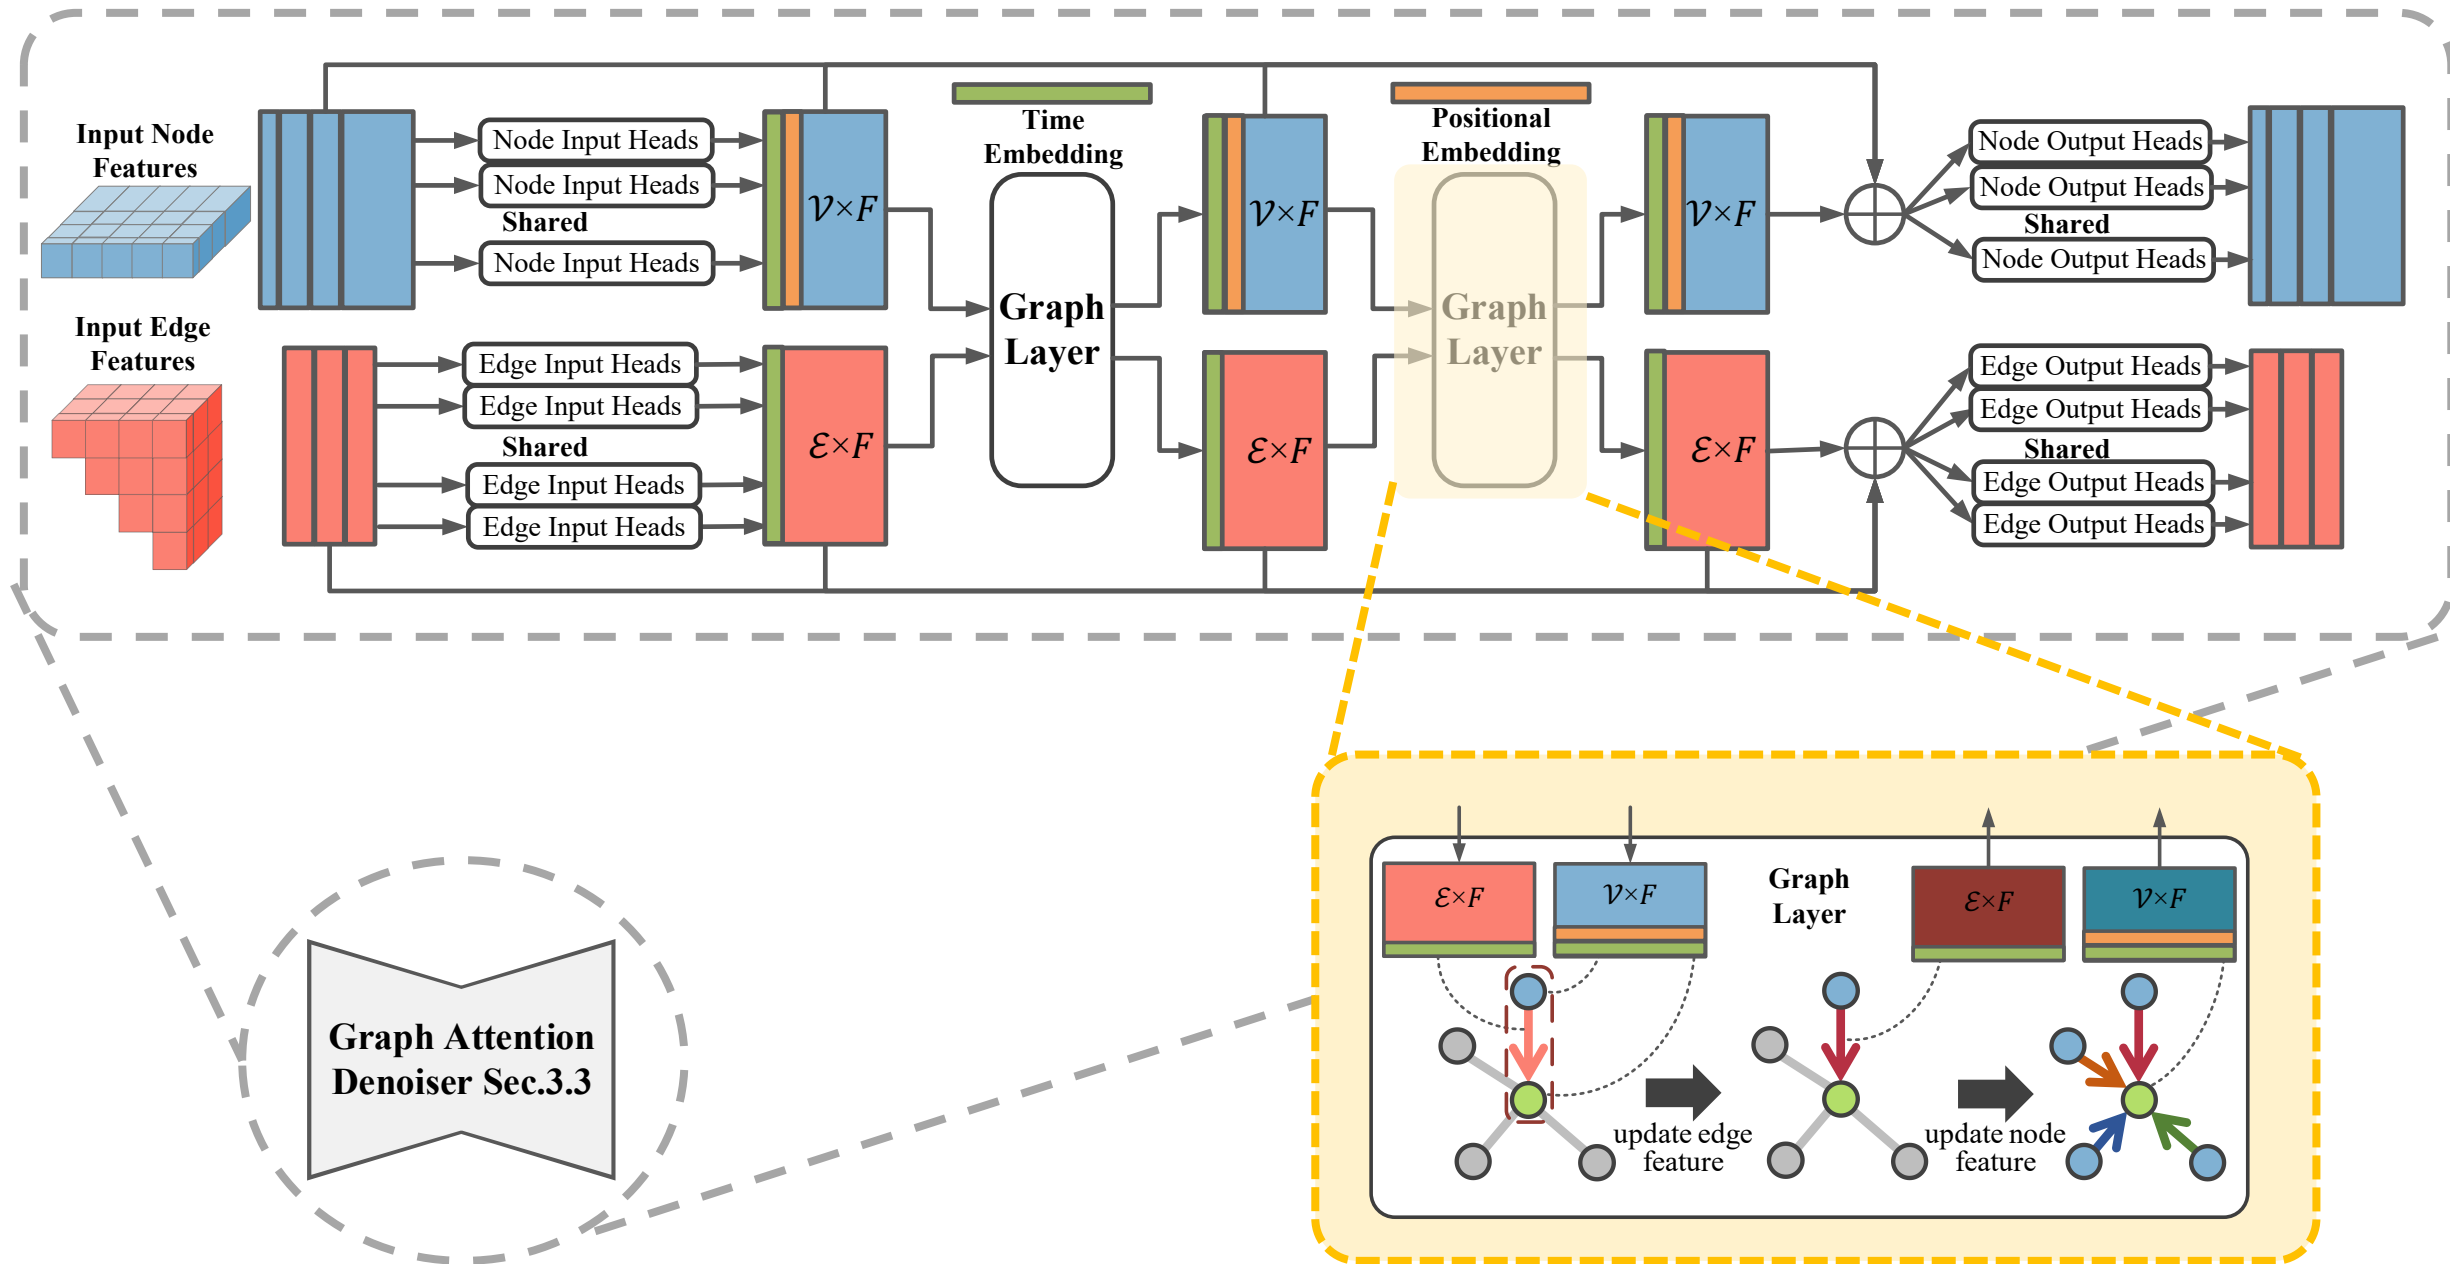 Input Node
Features
Input Edge
Features
Node Input Heads
Node Input Heads
Shared
Node Input Heads
Edge Input Heads
Edge Input Heads
Shared
Edge Input Heads
Edge Input Heads
𝒱×F
ℰ×F
Time
Embedding
Graph
Layer
𝒱×F
ℰ×F
Positional
Embedding
Graph
Layer
𝒱×F
ℰ×F
Node Output Heads
Node Output Heads
Shared
Node Output Heads
Edge Output Heads
Edge Output Heads
Shared
Edge Output Heads
Edge Output Heads
Graph Attention
Denoiser Sec.3.3
ℰ×F
𝒱×F
Graph
Layer
ℰ×F
𝒱×F
update edge
feature
update node
feature